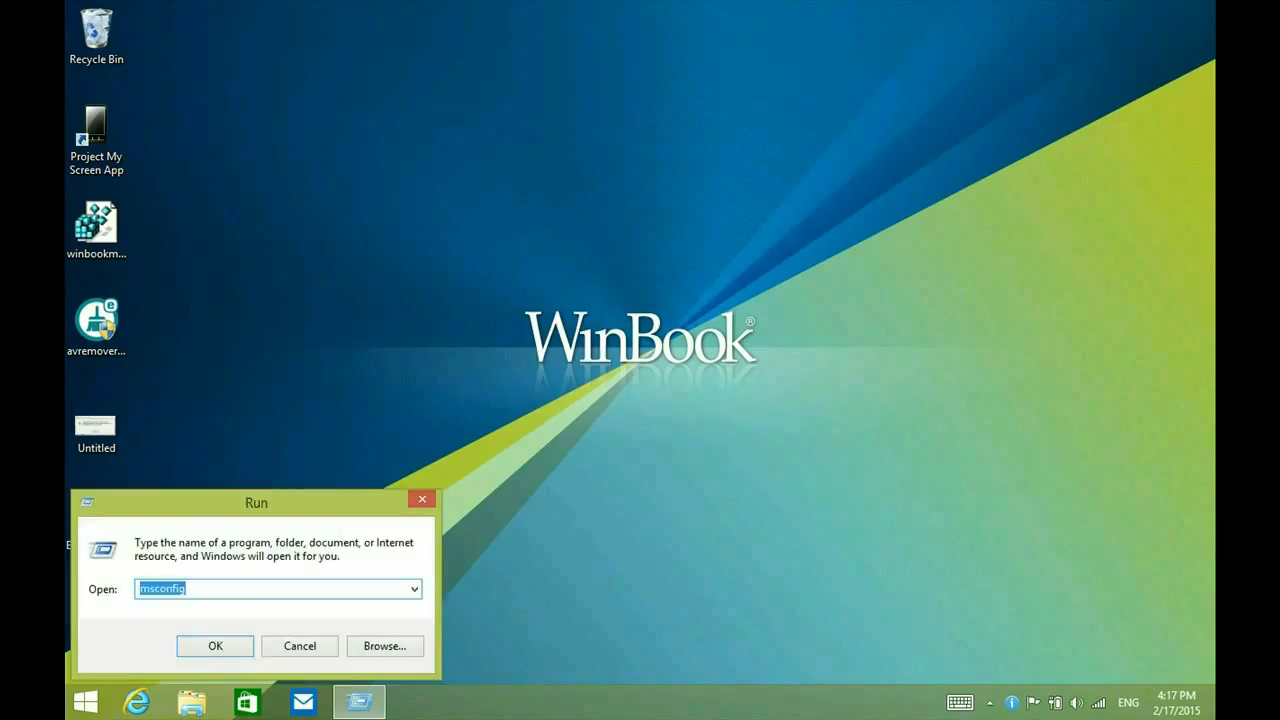 Recycle Bin
Project My
Screen App
winbookm...
avremover...
Untitled
WinBook®
Run
Type the name of a program, folder, document, or Internet
resource, and Windows will open it for you.
Open:
msconfig
OK
Cancel
Browse...
ENG
4:17 PM
2/17/2015